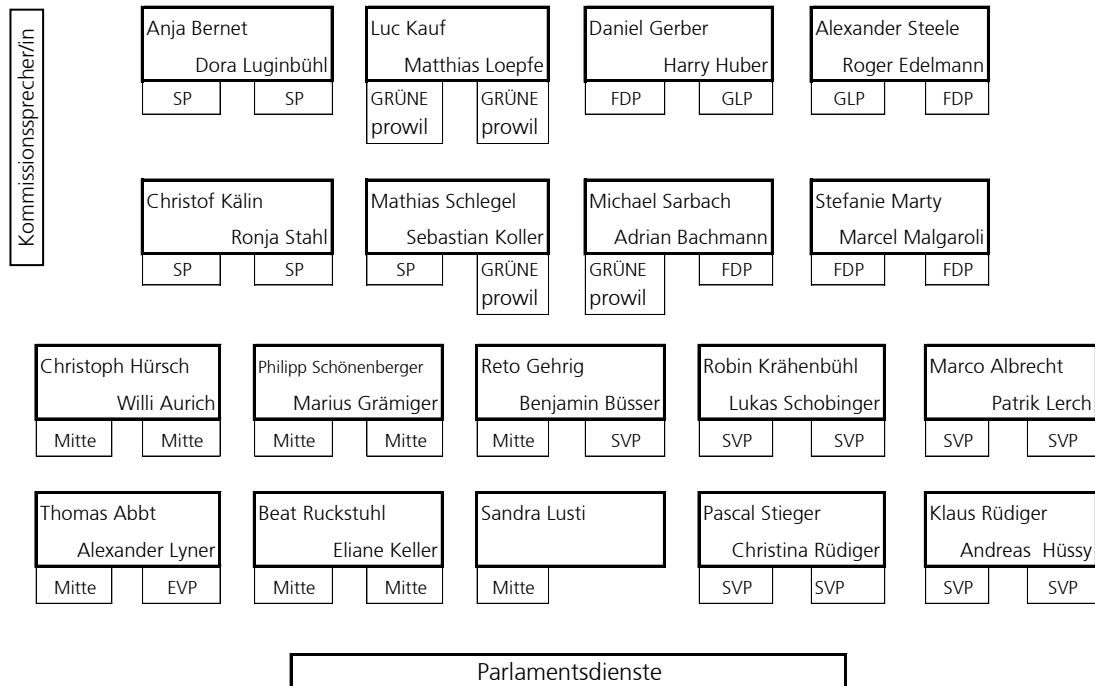 Kommissionssprecher/in
Anja Bernet Luc Kauf Daniel Gerber Alexander Steele
Dora Luginbühl Matthias Loepfe Harry Huber Roger Edelmann
SP SP GRÜNE GRÜNE FDP GLP GLP FDP
prowil prowil
Christof Kälin Mathias Schlegel Michael Sarbach Stefanie Marty
Ronja Stahl Sebastian Koller Adrian Bachmann Marcel Malgaroli
SP SP SP GRÜNE GRÜNE FDP FDP FDP
prowil prowil
Christoph Hürsch Philipp Schönenberger Reto Gehrig Robin Krähenbühl Marco Albrecht
Willi Aurich Marius Grämiger Benjamin Büsser Lukas Schobinger Patrik Lerch
Mitte Mitte Mitte Mitte Mitte SVP SVP SVP SVP SVP
Thomas Abbt Beat Ruckstuhl Sandra Lusti Pascal Stieger Klaus Rüdiger
Alexander Lyner Eliane Keller Christina Rüdiger Andreas Hüssy
Mitte EVP Mitte Mitte Mitte SVP SVP SVP SVP
Parlamentsdienste